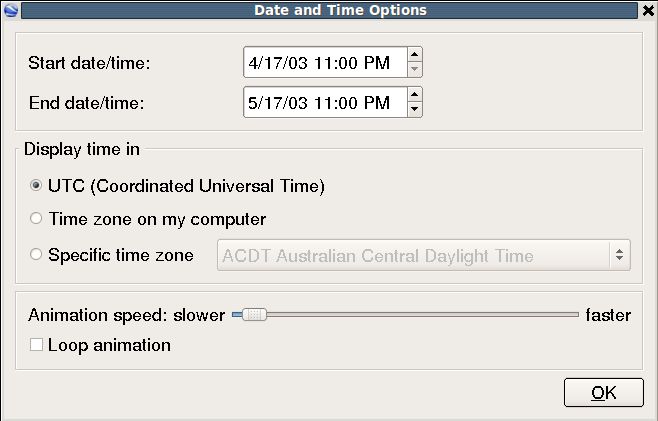 Date and Time Options
Start date/time: 4/17/03 11:00 PM
End date/time: 5/17/03 11:00 PM
Display time in
UTC (Coordinated Universal Time)
Time zone on my computer
Specific time zone ACDT Australian Central Daylight Time
Animation speed: slower faster
Loop animation
OK